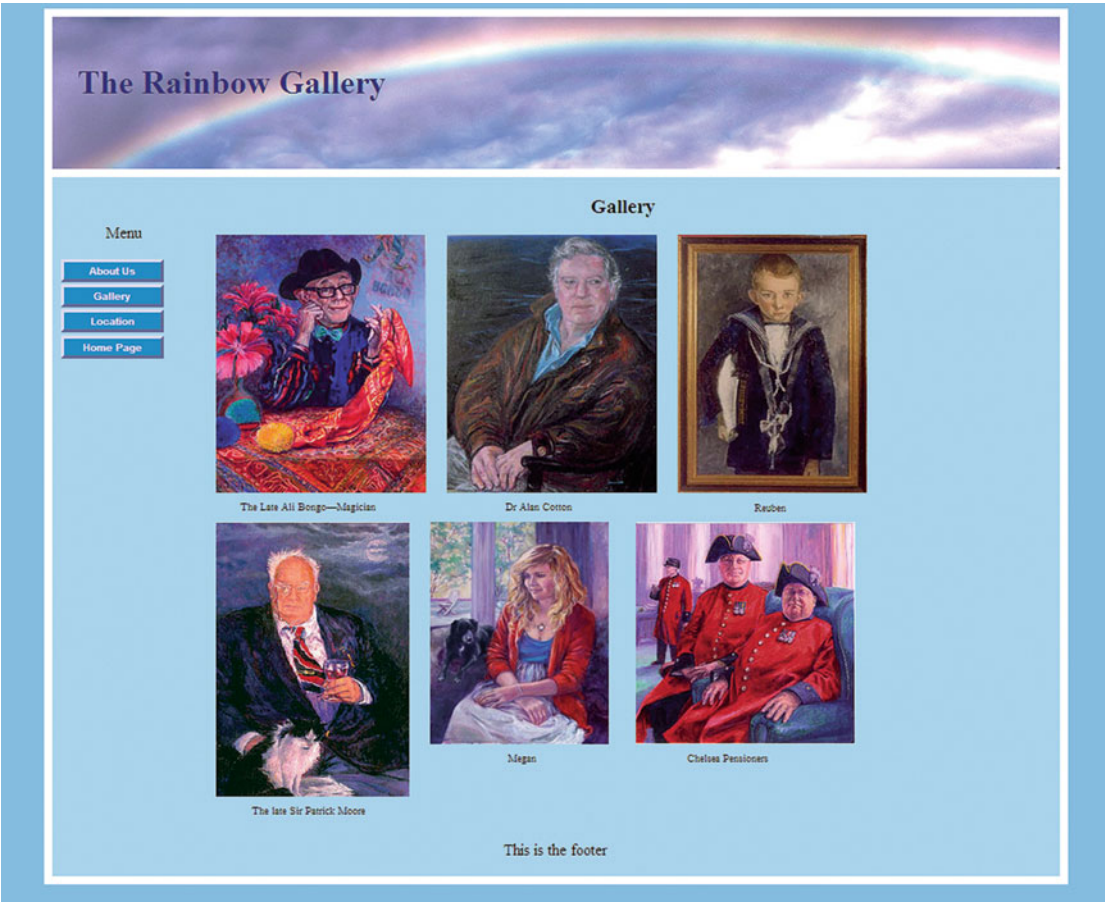 The Rainbow Gallery
Gallery
Menu
About Us
Gallery
Location
Home Page
The Late Ali Bongo—Magician
Dr Alan Cotton
Reuben
The late Sir Patrick Moore
Megan
Chelsea Pensioners
This is the footer